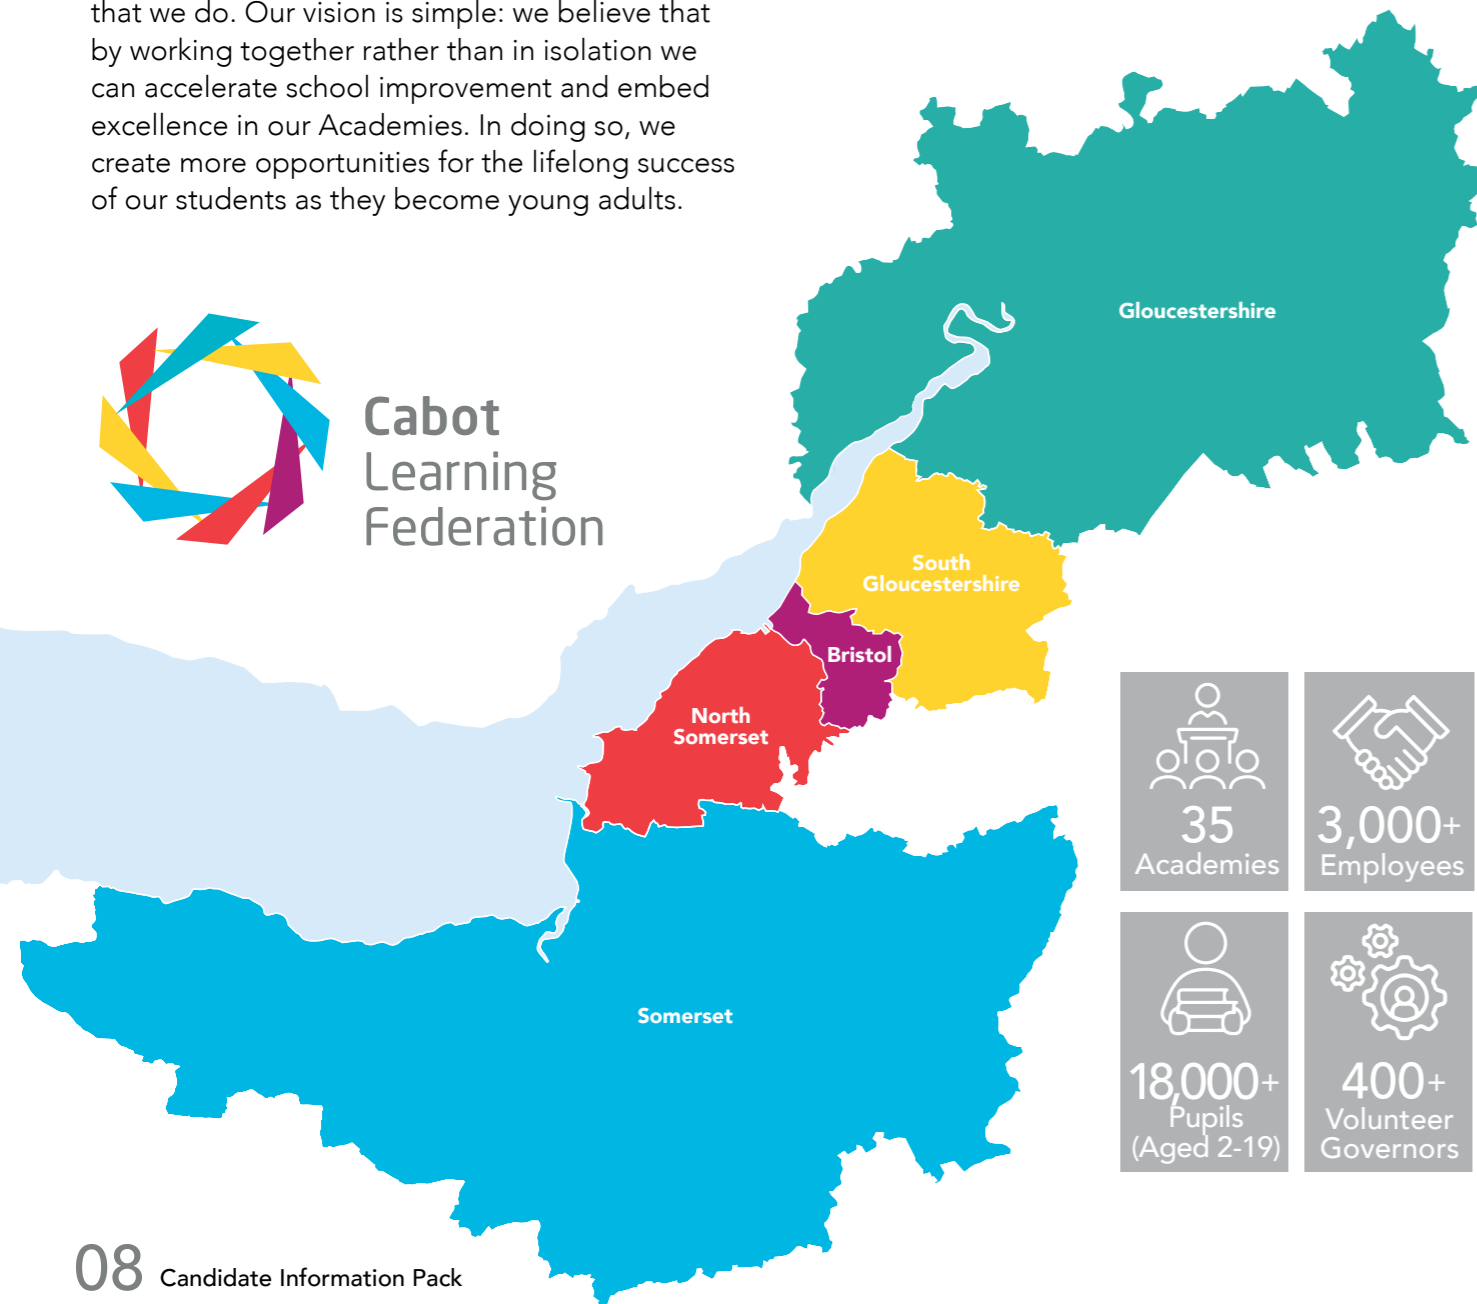 that we do. Our vision is simple: we believe that
by working together rather than in isolation we
can accelerate school improvement and embed
excellence in our Academies. In doing so, we
create more opportunities for the lifelong success
of our students as they become young adults.
Cabot
Learning
Federation
Gloucestershire
South
Gloucestershire
Bristol
North
Somerset
Somerset
35
Academies
3,000+
Employees
18,000+
Pupils
(Aged 2-19)
400+
Volunteer
Governors
08 Candidate Information Pack